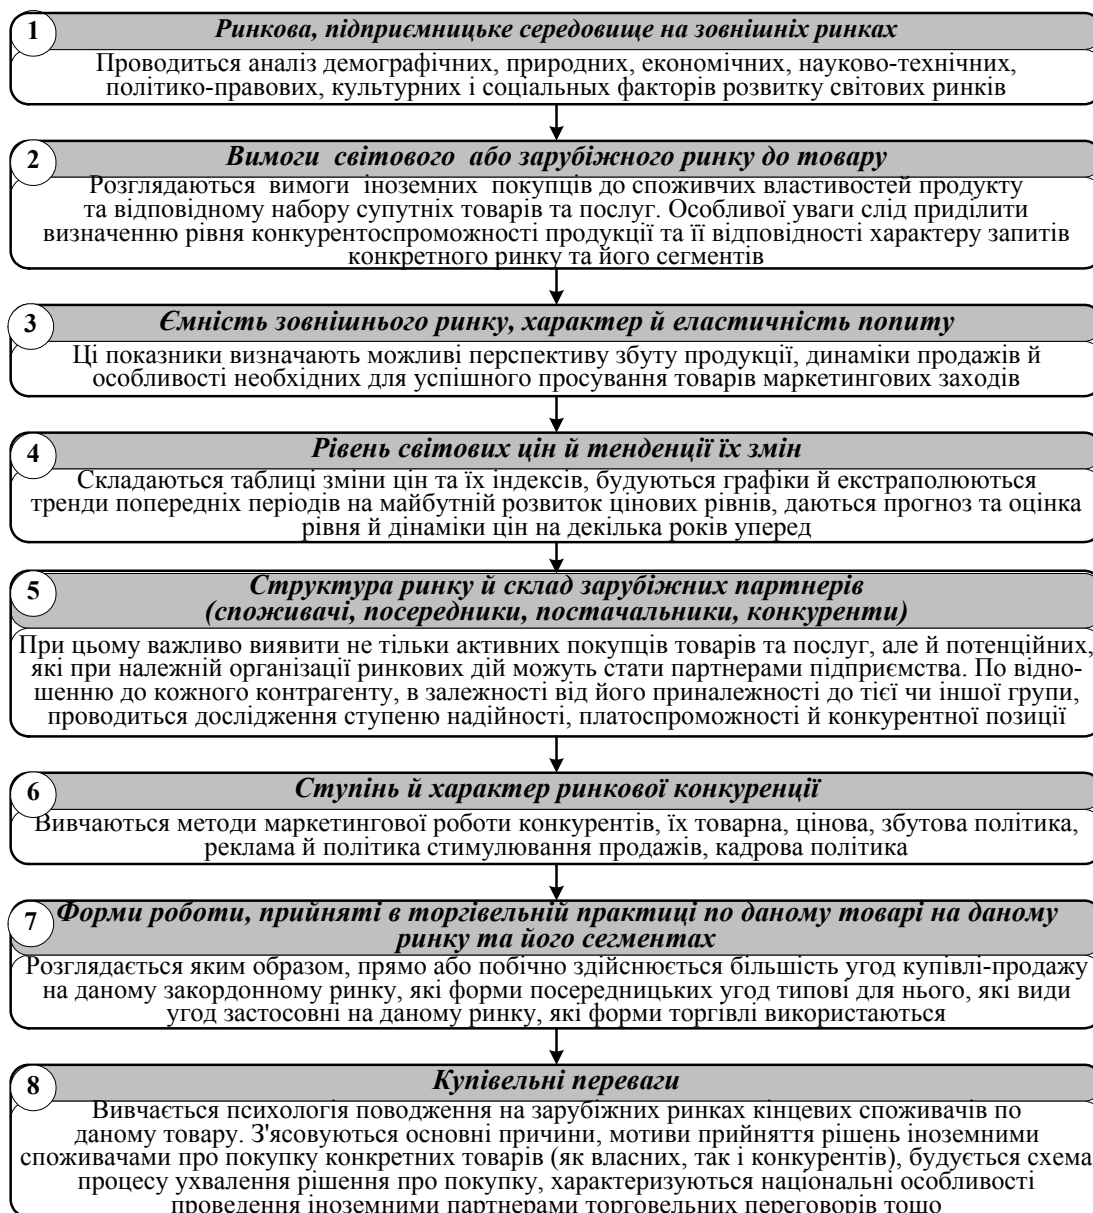 1
Ринкова, підприємницьке середовище на зовнішніх ринках
Проводиться аналіз демографічних, природних, економічних, науково-технічних,
політико-правових, культурних і соціальных факторів розвитку світових ринків
2
Вимоги світового або зарубіжного ринку до товару
Розглядаються вимоги іноземних покупців до споживчих властивостей продукту
та відповідному набору супутніх товарів та послуг. Особливої уваги слід приділити
визначенню рівня конкурентоспроможності продукції та її відповідності характеру запитів
конкретного ринку та його сегментів
3
Ємність зовнішнього ринку, характер й еластичність попиту
Ці показники визначають можливі перспективу збуту продукції, динаміки продажів й
особливості необхідних для успішного просування товарів маркетингових заходів
4
Рівень світових цін й тенденції їх змін
Складаються таблиці зміни цін та їх індексів, будуються графіки й екстраполюються
тренди попередніх періодів на майбутній розвиток цінових рівнів, даються прогноз та оцінка
рівня й дінаміки цін на декілька років уперед
5
Структура ринку й склад зарубіжних партнерів
(споживачі, посередники, постачальники, конкуренти)
При цьому важливо виявити не тільки активних покупців товарів та послуг, але й потенційних,
які при належній організації ринкових дій можуть стати партнерами підприємства. По відно-
шенню до кожного контрагенту, в залежності від його приналежності до тієї чи іншої групи,
проводиться дослідження ступеню надійності, платоспроможності й конкурентної позиції
6
Ступінь й характер ринкової конкуренції
Вивчаються методи маркетингової роботи конкурентів, їх товарна, цінова, збутова політика,
реклама й політика стимулювання продажів, кадрова політика
7
Форми роботи, прийняті в торгівельній практиці по даному товарі на даному
ринку та його сегментах
Розглядається яким образом, прямо або побічно здійснюється більшість угод купівлі-продажу
на даному закордонному ринку, які форми посередницьких угод типові для нього, які види
угод застосовні на даному ринку, які форми торгівлі використаються
8
Купівельні переваги
Вивчається психологія поводження на зарубіжних ринках кінцевих споживачів по
даному товару. З'ясовуються основні причини, мотиви прийняття рішень іноземними
споживачами про покупку конкретних товарів (як власних, так і конкурентів), будується схема
процесу ухвалення рішення про покупку, характеризуются національні особливості
проведення іноземними партнерами торговельних переговорів тощо